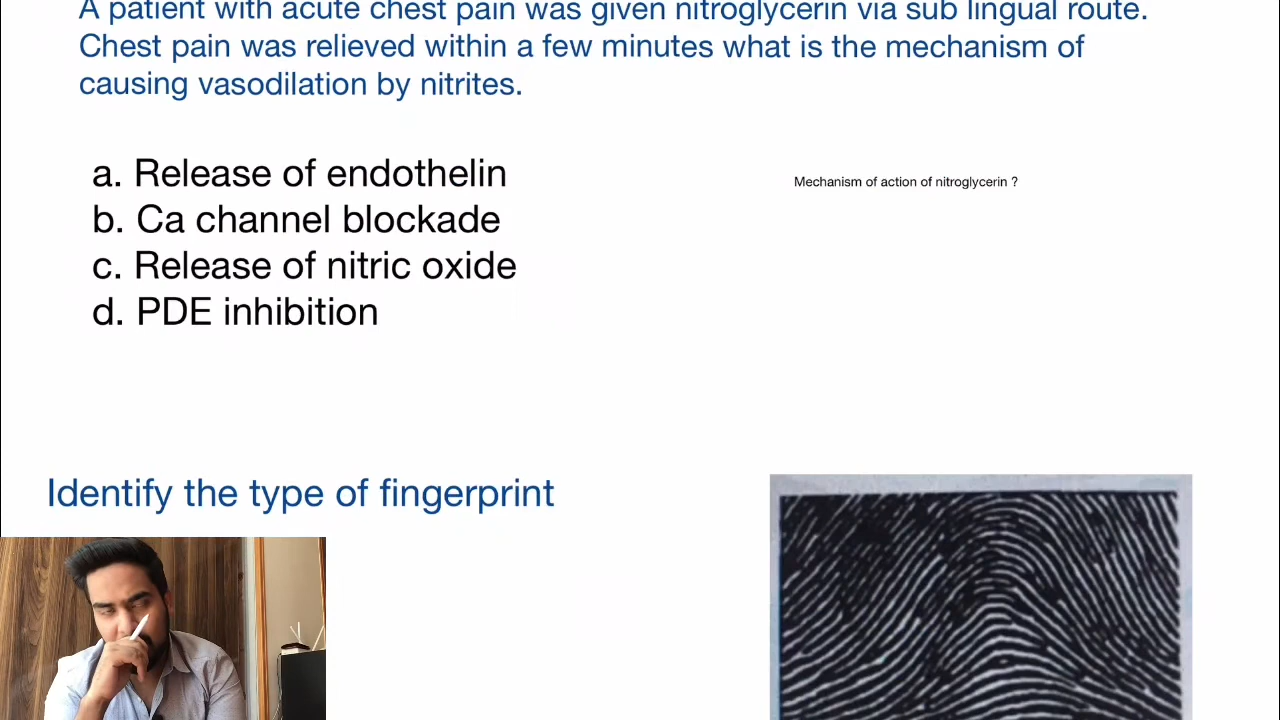 A patient with acute chest pain was given nitroglycerin via sub lingual route.
Chest pain was relieved within a few minutes what is the mechanism of
causing vasodilation by nitrites.
a. Release of endothelin
b. Ca channel blockade
c. Release of nitric oxide
d. PDE inhibition
Mechanism of action of nitroglycerin ?
Identify the type of fingerprint